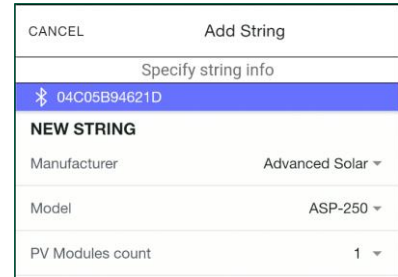 CANCEL Add String
Specify string info
04C05B94621D
NEW STRING
Manufacturer Advanced Solar
Model ASP-250
PV Modules count 1